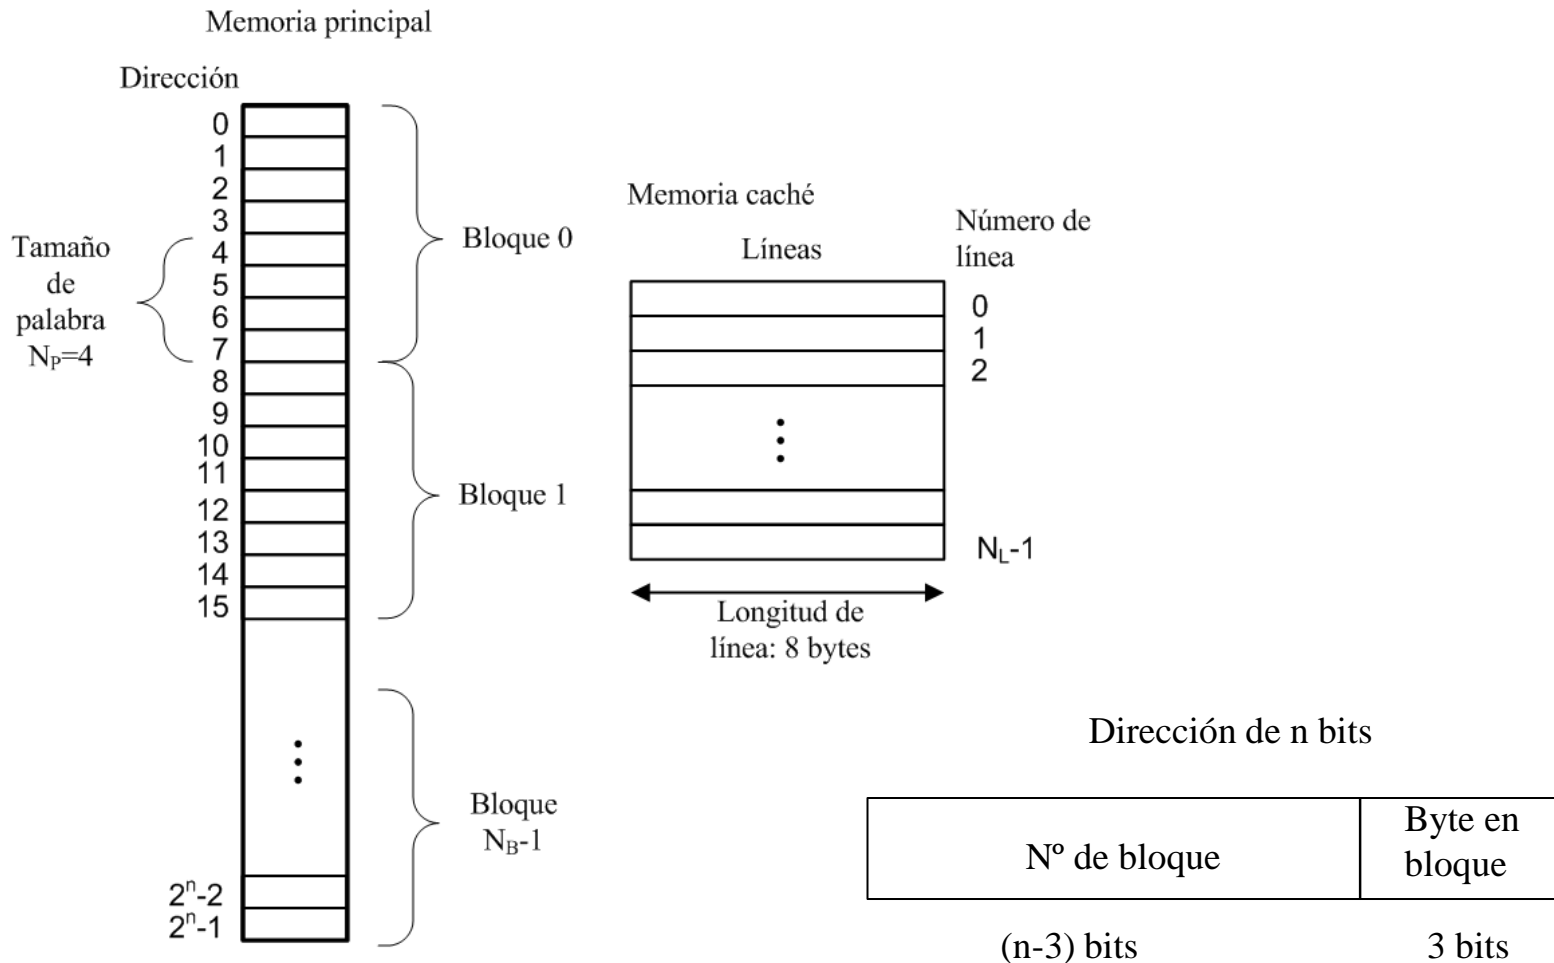 Memoria principal
Dirección
0
1
2
3
4
5
6
7
8
9
10
11
12
13
14
15
2ⁿ-2
2ⁿ-1
Tamaño
de
palabra
Nₚ=4
Bloque 0
Bloque 1
Bloque
N_B-1
Memoria caché
Líneas
Número de
línea
0
1
2
N_L-1
Longitud de
línea: 8 bytes
Dirección de n bits
Nº de bloque
Byte en
bloque
(n-3) bits
3 bits